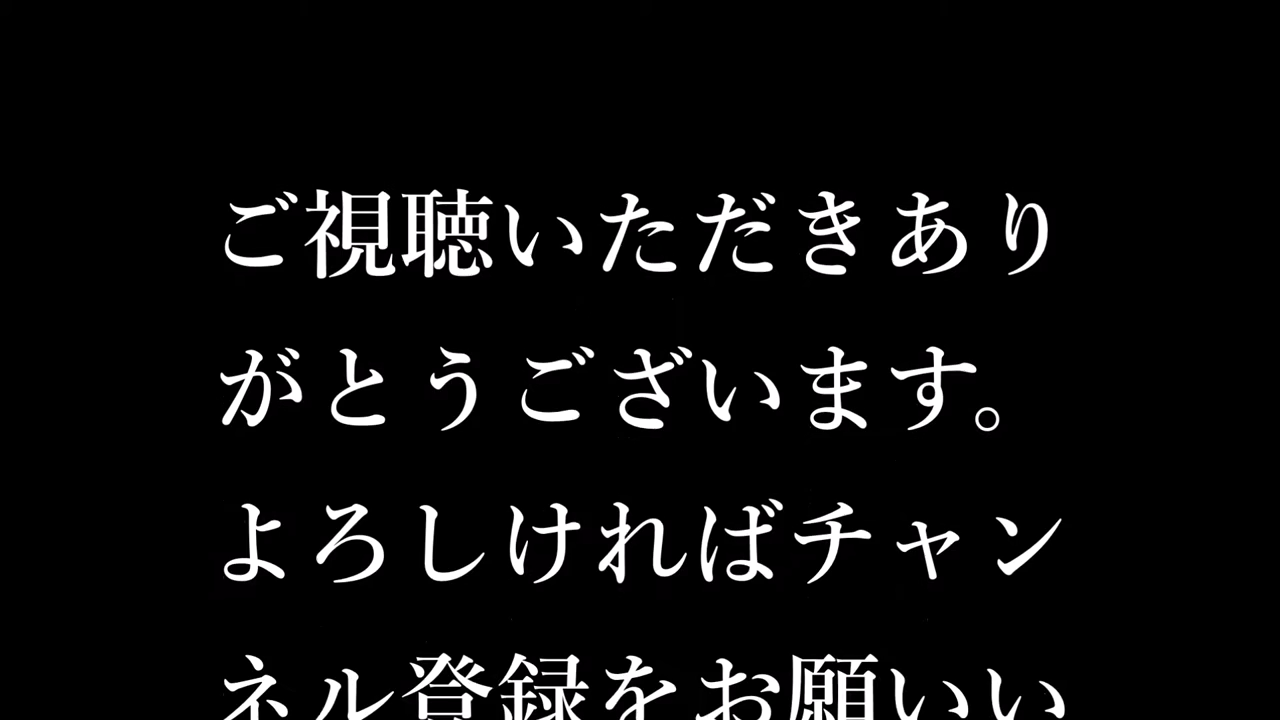 ご視聴いただきあり
がとうございます。
よろしければチャン
ネル登録をお願いい